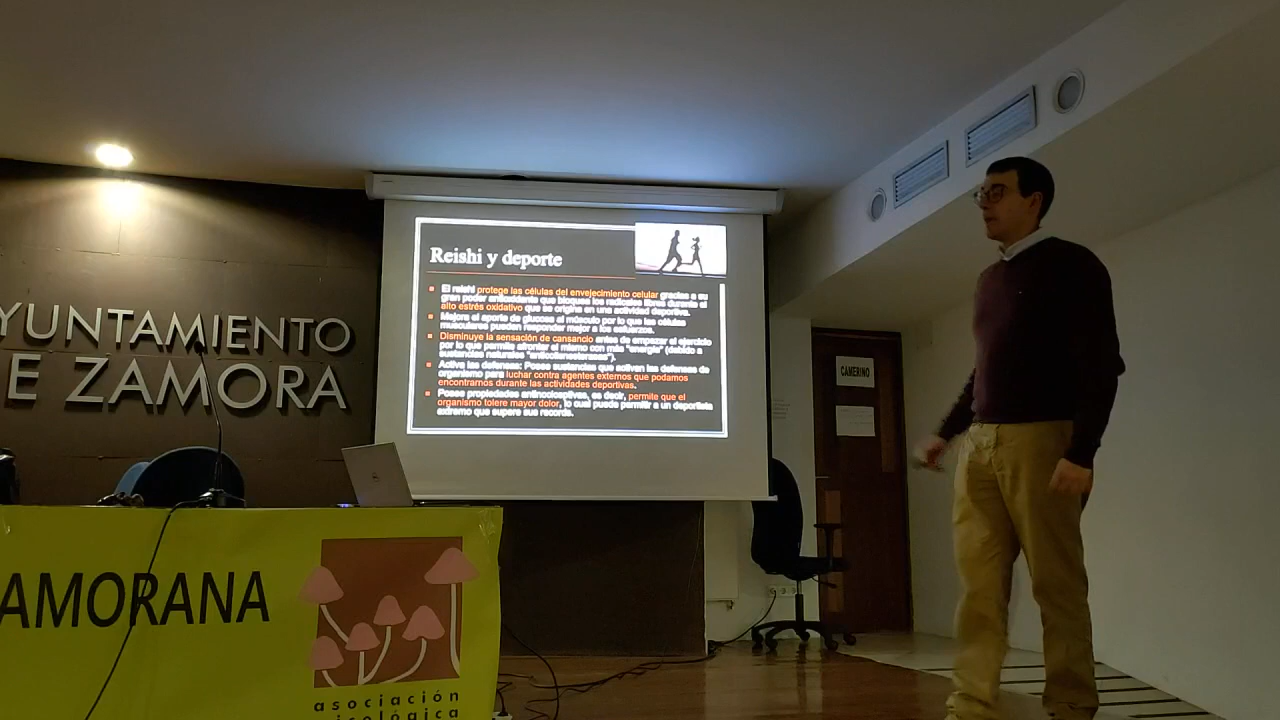 YUNTAMIENTO
E ZAMORA
Reishi y deporte
El reishi protege las células del envejecimiento celular gracias a su
gran poder antioxidante que bloquea los radicales libres durante el
alto estrés oxidativo que se origina en una actividad deportiva.
Mejora el aporte de glucosa al músculo por lo que las células
musculares pueden responder mejor a los esfuerzos.
Disminuye la sensación de cansancio antes de empezar el ejercicio
por lo que permite afrontar el mismo con más "energía" (debido a
sustancias naturales "anticolinesterasas").
Activa las defensas: Posee sustancias que activan las defensas de
organismo para luchar contra agentes externos que podamos
encontrarnos durante las actividades deportivas.
Posee propiedades antinociceptivas, es decir, permite que el
organismo tolere mayor dolor, lo cual puede permitir a un deportista
extremo que supere sus records.
CAMERINO
AMORANA
asociación